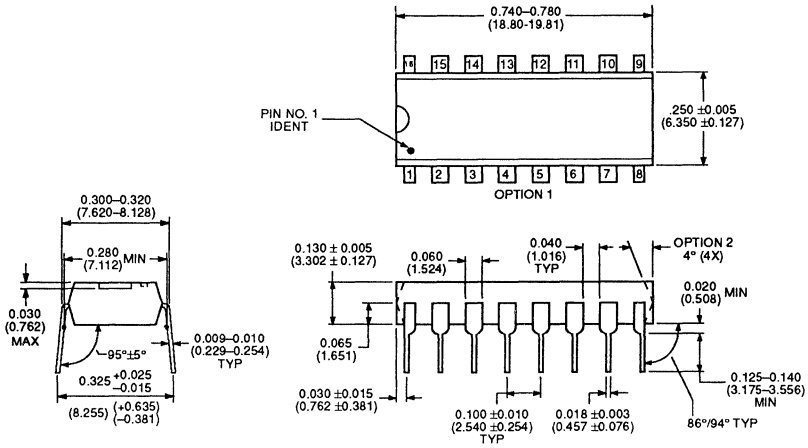 0.740–0.780
(18.80-19.81)
16 15 14 13 12 11 10 9
PIN NO. 1
IDENT
.250 ±0.005
(6.350 ±0.127)
1 2 3 4 5 6 7 8
OPTION 1
0.300–0.320
(7.620–8.128)
0.280 MIN
(7.112)
0.030
(0.762)
MAX
95°±5°
0.009–0.010
(0.229–0.254)
TYP
0.325 +0.025
–0.015
(8.255) (+0.635)
(–0.381)
0.130 ± 0.005
(3.302 ± 0.127)
0.060
(1.524)
0.040
(1.016)
TYP
OPTION 2
4° (4X)
0.020 MIN
(0.508)
0.065
(1.651)
0.030 ±0.015
(0.762 ±0.381)
0.100 ±0.010
(2.540 ±0.254)
TYP
0.018 ±0.003
(0.457 ±0.076)
0.125–0.140
(3.175–3.556)
MIN
86°/94° TYP